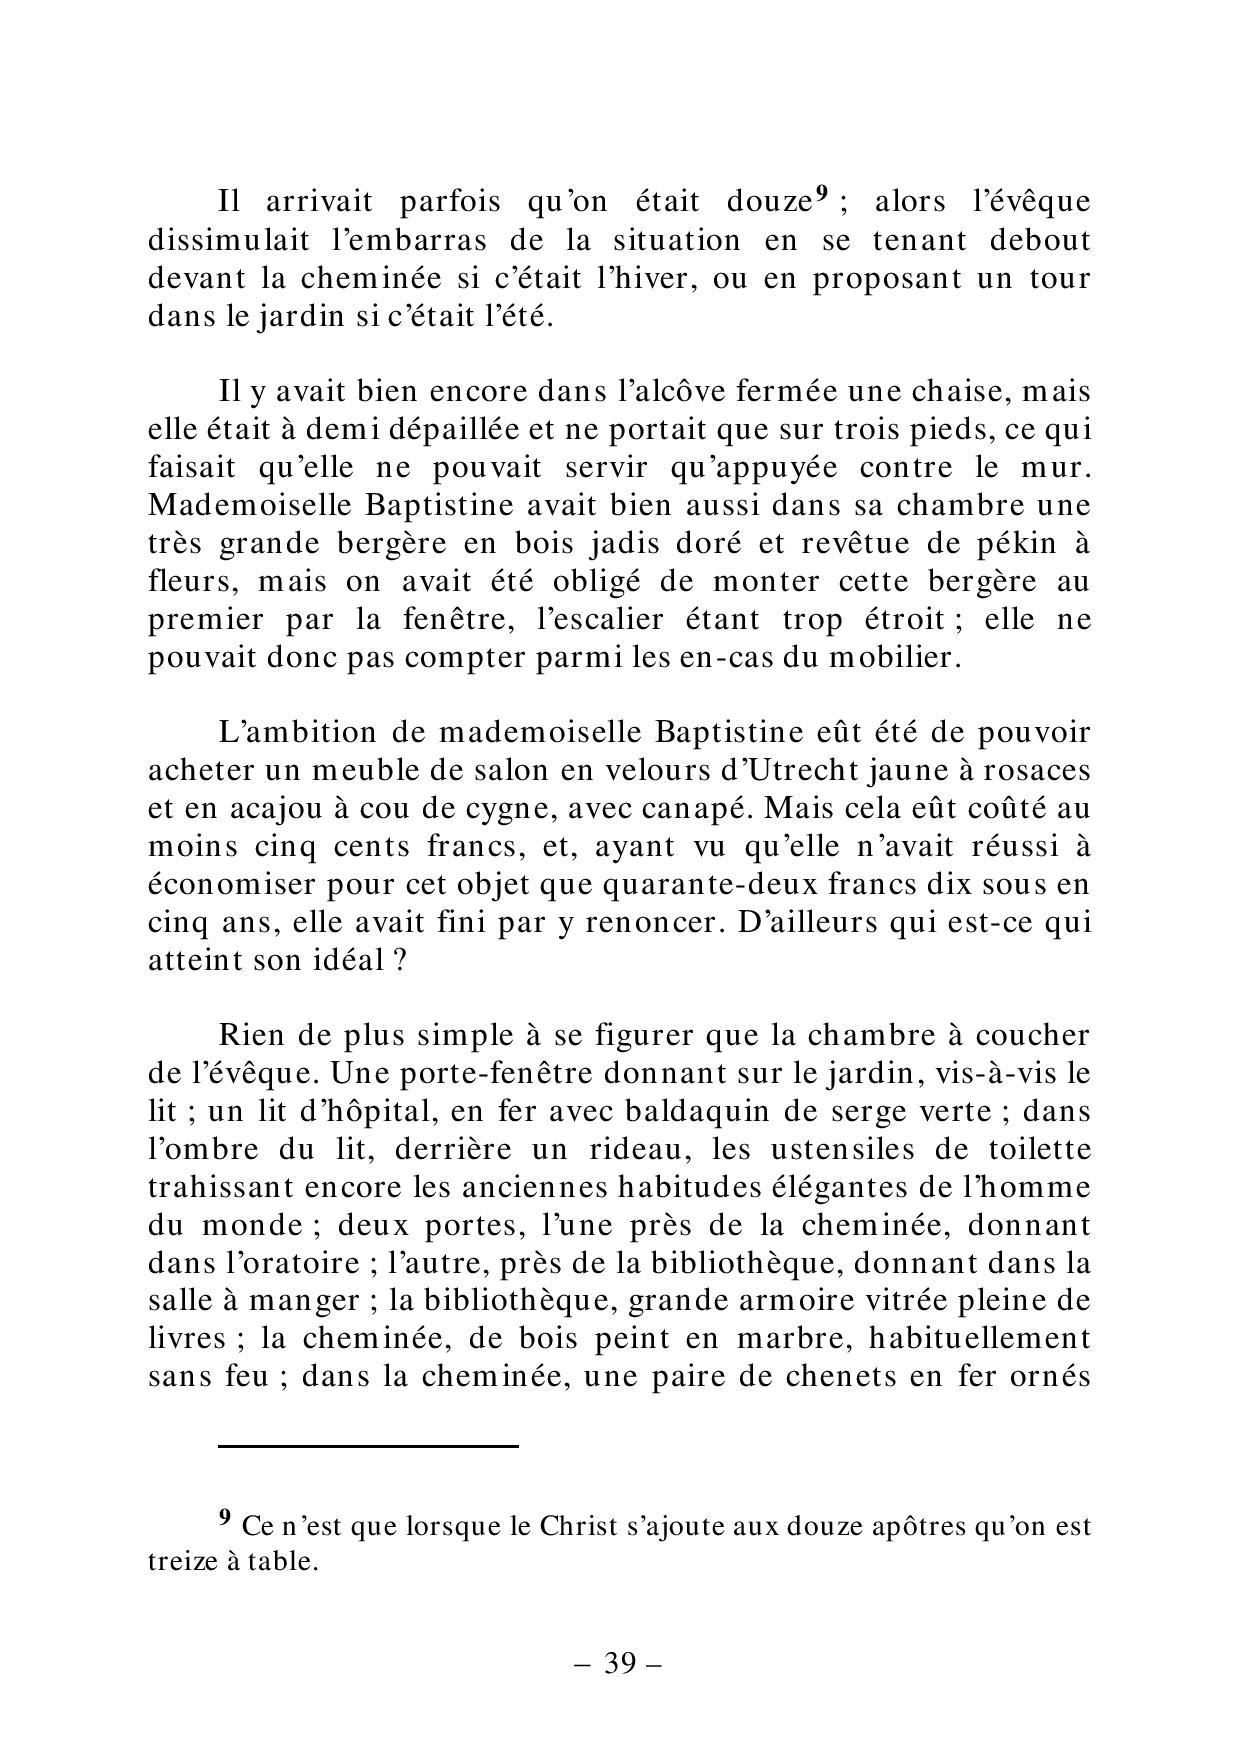 Il arrivait parfois qu’on était douze9 ; alors l’évêque
dissimulait l’embarras de la situation en se tenant debout
devant la cheminée si c’était l’hiver, ou en proposant un tour
dans le jardin si c’était l’été.
Il y avait bien encore dans l’alcôve fermée une chaise, mais
elle était à demi dépaillée et ne portait que sur trois pieds, ce qui
faisait qu’elle ne pouvait servir qu’appuyée contre le mur.
Mademoiselle Baptistine avait bien aussi dans sa chambre une
très grande bergère en bois jadis doré et revêtue de pékin à
fleurs, mais on avait été obligé de monter cette bergère au
premier par la fenêtre, l’escalier étant trop étroit ; elle ne
pouvait donc pas compter parmi les en-cas du mobilier.
L’ambition de mademoiselle Baptistine eût été de pouvoir
acheter un meuble de salon en velours d’Utrecht jaune à rosaces
et en acajou à cou de cygne, avec canapé. Mais cela eût coûté au
moins cinq cents francs, et, ayant vu qu’elle n’avait réussi à
économiser pour cet objet que quarante-deux francs dix sous en
cinq ans, elle avait fini par y renoncer. D’ailleurs qui est-ce qui
atteint son idéal ?
Rien de plus simple à se figurer que la chambre à coucher
de l’évêque. Une porte-fenêtre donnant sur le jardin, vis-à-vis le
lit ; un lit d’hôpital, en fer avec baldaquin de serge verte ; dans
l’ombre du lit, derrière un rideau, les ustensiles de toilette
trahissant encore les anciennes habitudes élégantes de l’homme
du monde ; deux portes, l’une près de la cheminée, donnant
dans l’oratoire ; l’autre, près de la bibliothèque, donnant dans la
salle à manger ; la bibliothèque, grande armoire vitrée pleine de
livres ; la cheminée, de bois peint en marbre, habituellement
sans feu ; dans la cheminée, une paire de chenets en fer ornés
9 Ce n’est que lorsque le Christ s’ajoute aux douze apôtres qu’on est
treize à table.
– 39 –